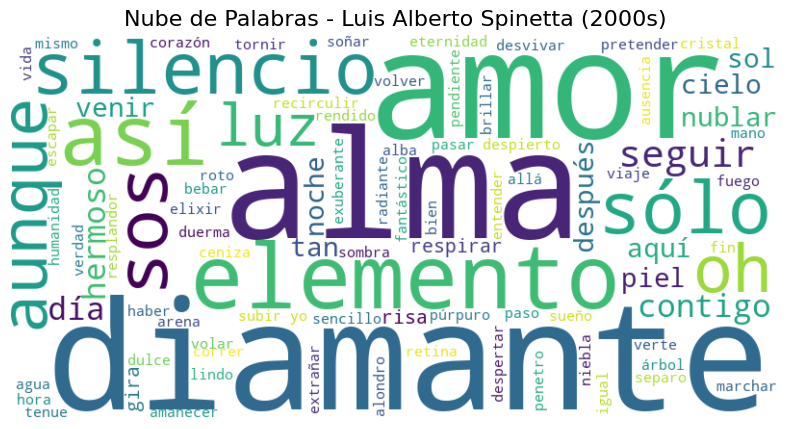 Nube de Palabras - Luis Alberto Spinetta (2000s)
mismo corazón tornir soñar eternidad desvivar pretender cristal
vida silencio volver amor pendiente brillar ausencia sol
aunque venir recirculir rendido cielo
escapar así luz nublar
mano
alma alba pasar despierto después seguir
humanidad hermoso sos roto noche exuberante radiante fantástico bien entender allá viaje fuego
verdad resplandor bebar elixir sólo
duerma
ceniza tan sombra respirar aquí fin
día elemento piel oh
contigo
haber arena subir yo sencillo risa púrpuro paso sueño
diamante
dulce volar correr retina niebla verte
lindo árbol
agua gira extrañar alondro despertar penetro igual separo
hora marchar
tenue amanecer